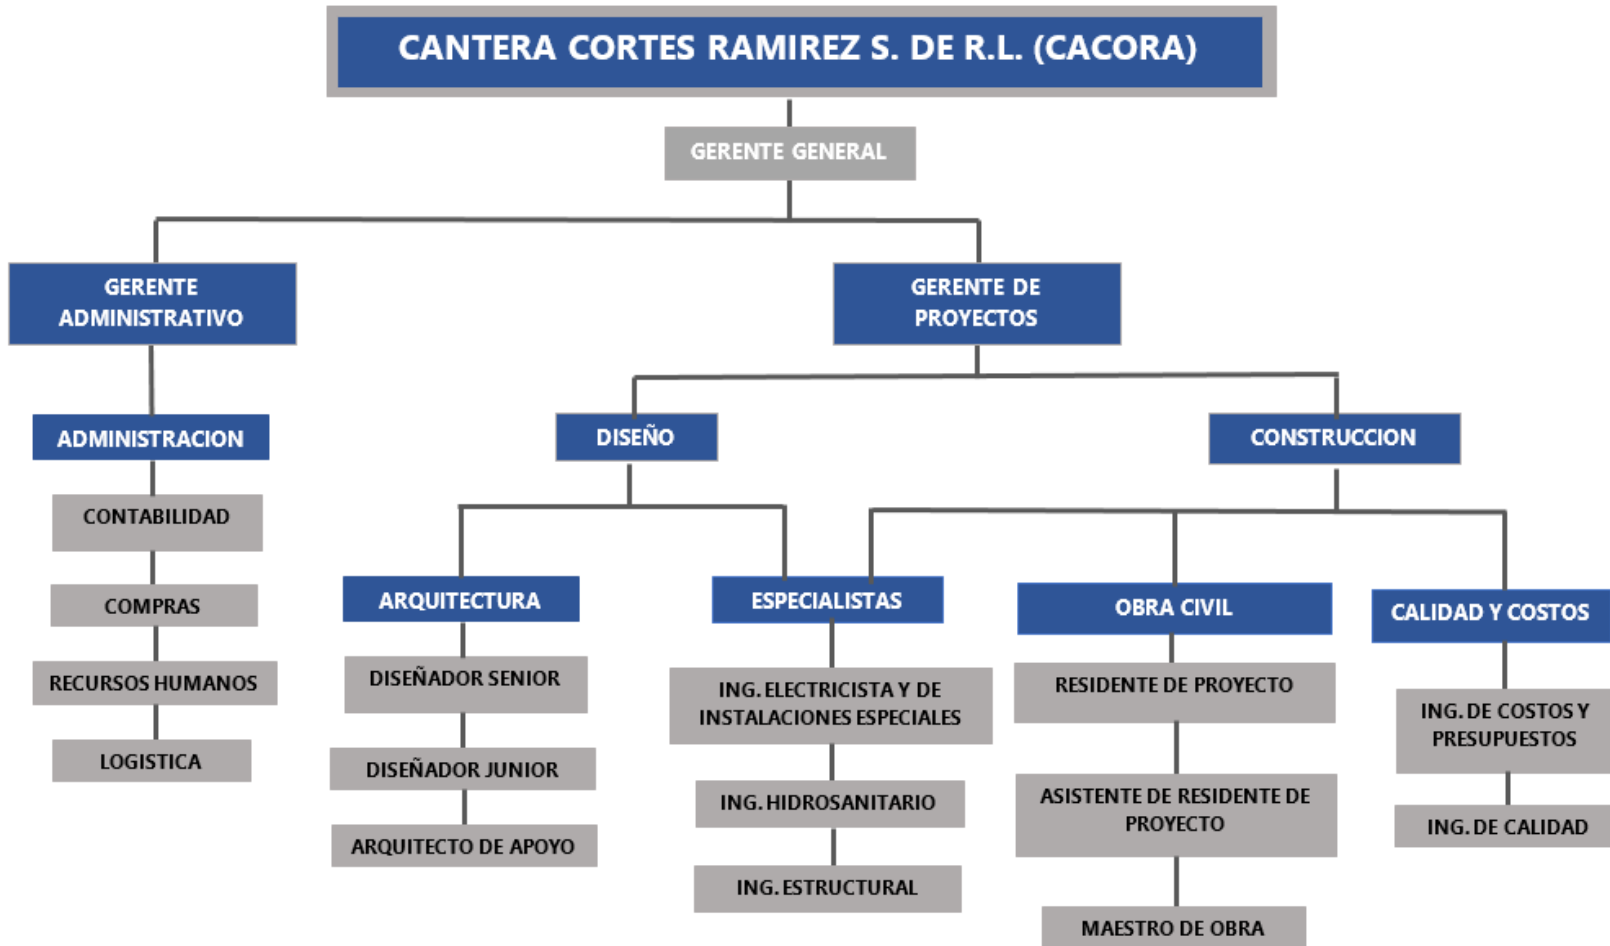 CANTERA CORTES RAMIREZ S. DE R.L. (CACORA)
GERENTE GENERAL
GERENTE
ADMINISTRATIVO
GERENTE DE
PROYECTOS
ADMINISTRACION
DISEÑO
CONSTRUCCION
CONTABILIDAD
COMPRAS
RECURSOS HUMANOS
LOGISTICA
ARQUITECTURA
DISEÑADOR SENIOR
DISEÑADOR JUNIOR
ARQUITECTO DE APOYO
ESPECIALISTAS
ING. ELECTRICISTA Y DE
INSTALACIONES ESPECIALES
ING. HIDROSANITARIO
ING. ESTRUCTURAL
OBRA CIVIL
RESIDENTE DE PROYECTO
ASISTENTE DE RESIDENTE DE
PROYECTO
MAESTRO DE OBRA
CALIDAD Y COSTOS
ING. DE COSTOS Y
PRESUPUESTOS
ING. DE CALIDAD